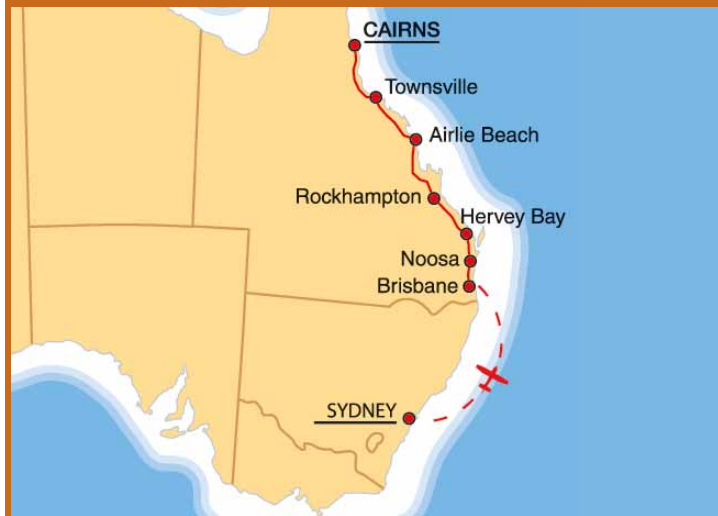 CAIRNS
Townsville
Airlie Beach
Rockhampton
Hervey Bay
Noosa
Brisbane
SYDNEY